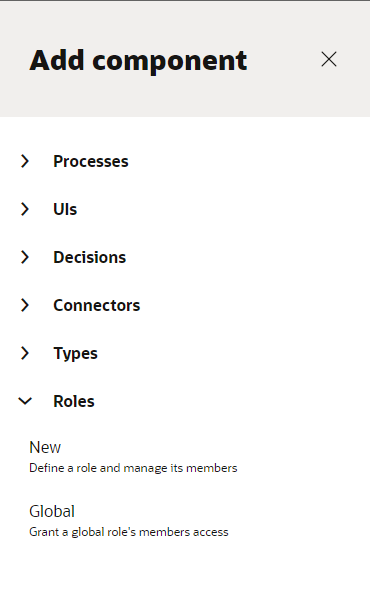 Add component
Processes
UIs
Decisions
Connectors
Types
Roles
New
Define a role and manage its members
Global
Grant a global role's members access